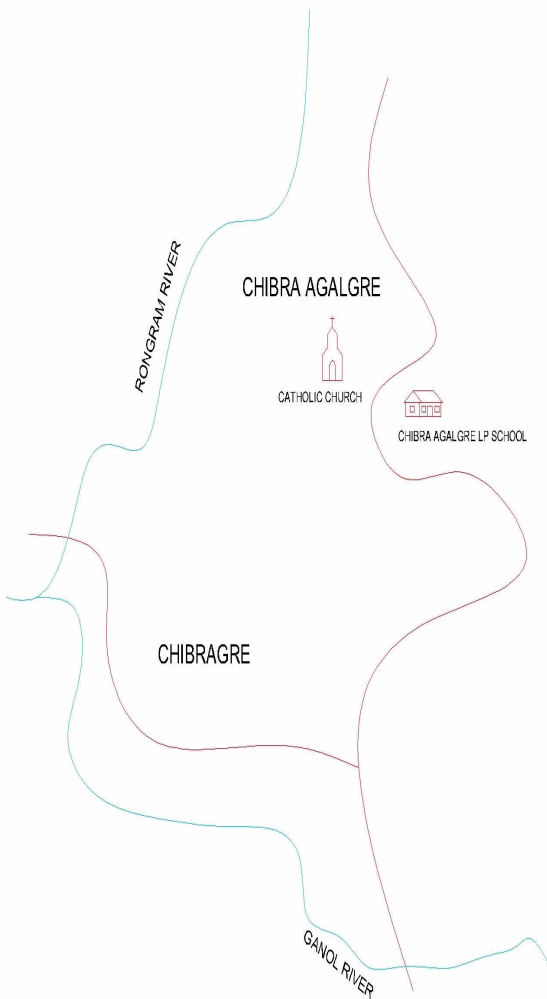 RONGRAM RIVER
CHIBRA AGALGRE
CATHOLIC CHURCH
CHIBRA AGALGRE LP SCHOOL
CHIBRAGRE
GANOL RIVER